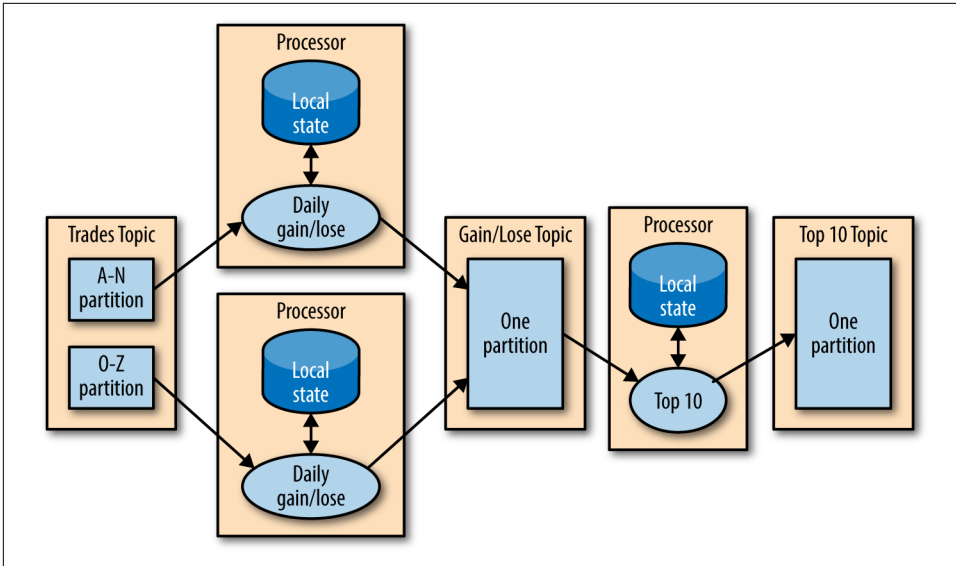 Processor
Local
state
Daily
gain/lose
Trades Topic
A-N
partition
O-Z
partition
Processor
Local
state
Daily
gain/lose
Gain/Lose Topic
One
partition
Processor
Local
state
Top 10
Top 10 Topic
One
partition